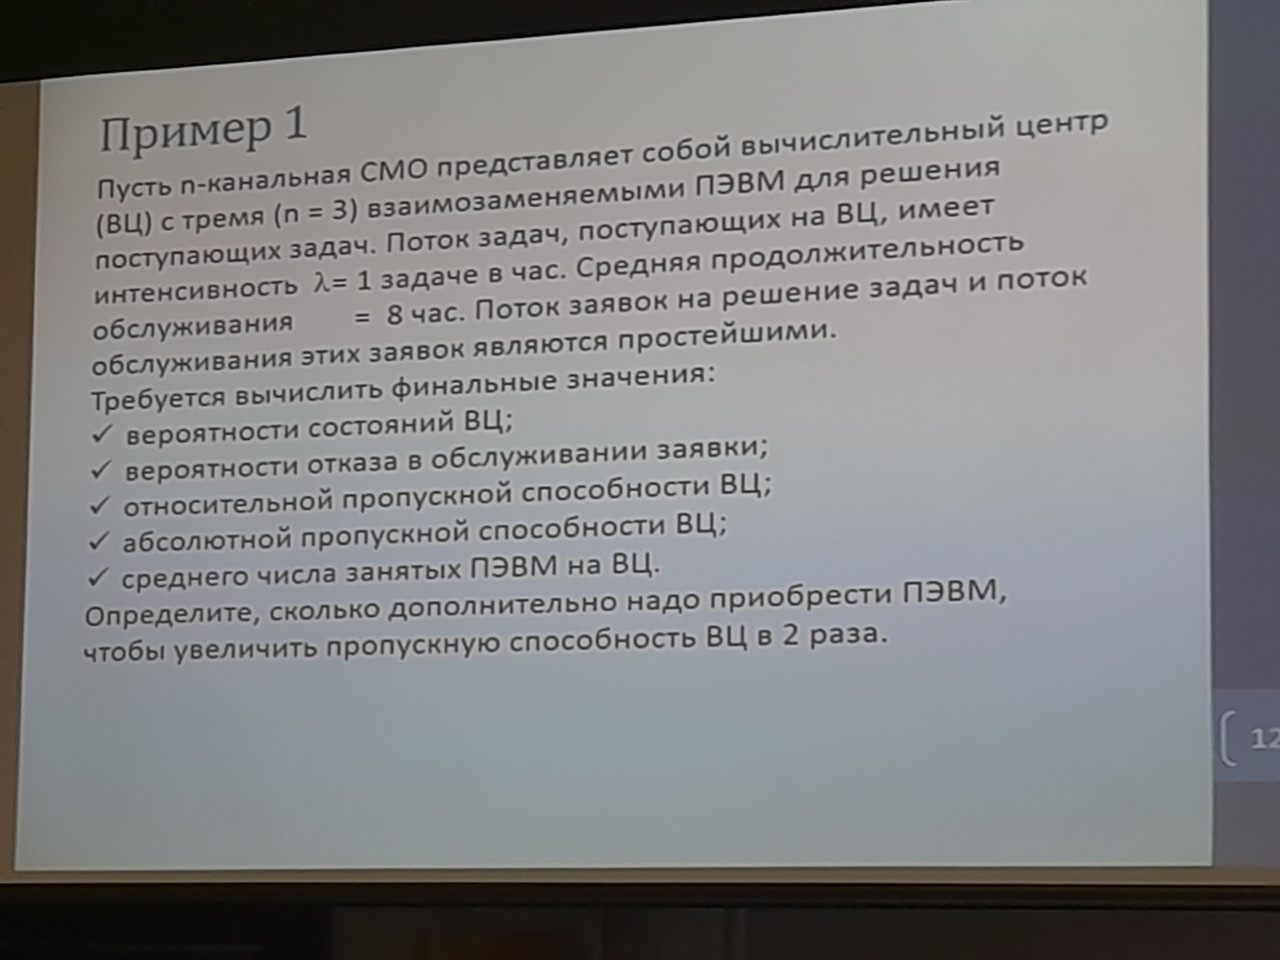 Пример 1
Пусть n-канальная СМО представляет собой вычислительный центр
(ВЦ) с тремя (n = 3) взаимозаменяемыми ПЭВМ для решения
поступающих задач. Поток задач, поступающих на ВЦ, имеет
интенсивность λ= 1 задаче в час. Средняя продолжительность
обслуживания = 8 час. Поток заявок на решение задач и поток
обслуживания этих заявок являются простейшими.
Требуется вычислить финальные значения:
✓ вероятности состояний ВЦ;
✓ вероятности отказа в обслуживании заявки;
✓ относительной пропускной способности ВЦ;
✓ абсолютной пропускной способности ВЦ;
✓ среднего числа занятых ПЭВМ на ВЦ.
Определите, сколько дополнительно надо приобрести ПЭВМ,
чтобы увеличить пропускную способность ВЦ в 2 раза.
12